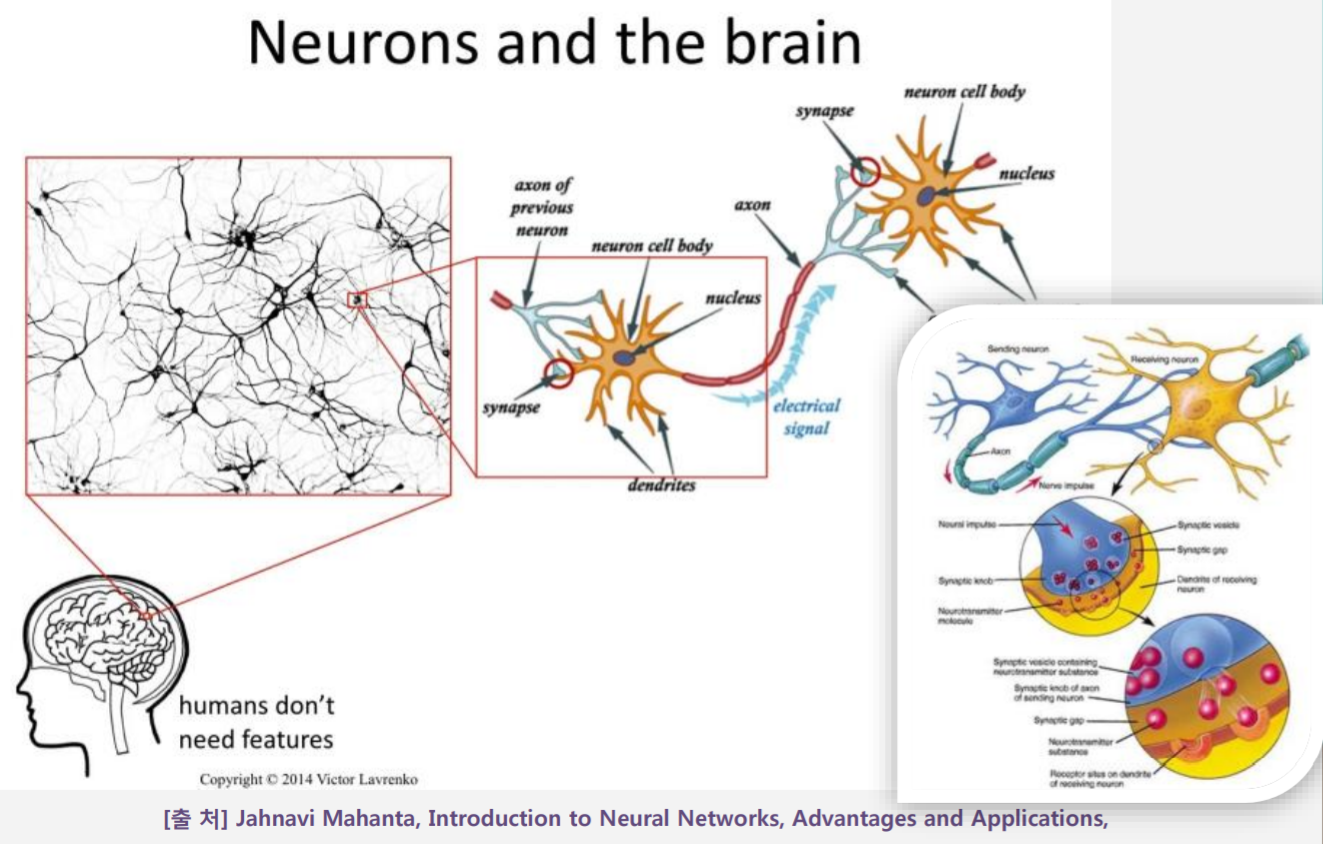 Neurons and the brain
neuron cell body
synapse
nucleus
axon of
previous
neuron
axon
neuron cell body
nucleus
synapse
electrical
signal
dendrites
Sending neuron
Receiving neuron
Axon
Nerve impulse
Neural impulse
Synaptic vesicle
Synaptic gap
Synaptic knob
Dendrite of receiving
neuron
Neurotransmitter
molecule
Synaptic vesicle containing
neurotransmitter substance
Synaptic knob of axon
of sending neuron
Synaptic gap
Neurotransmitter
substance
Receptor sites on dendrite
of receiving neuron
humans don't
need features
Copyright © 2014 Victor Lavrenko
[출 처] Jahnavi Mahanta, Introduction to Neural Networks, Advantages and Applications,